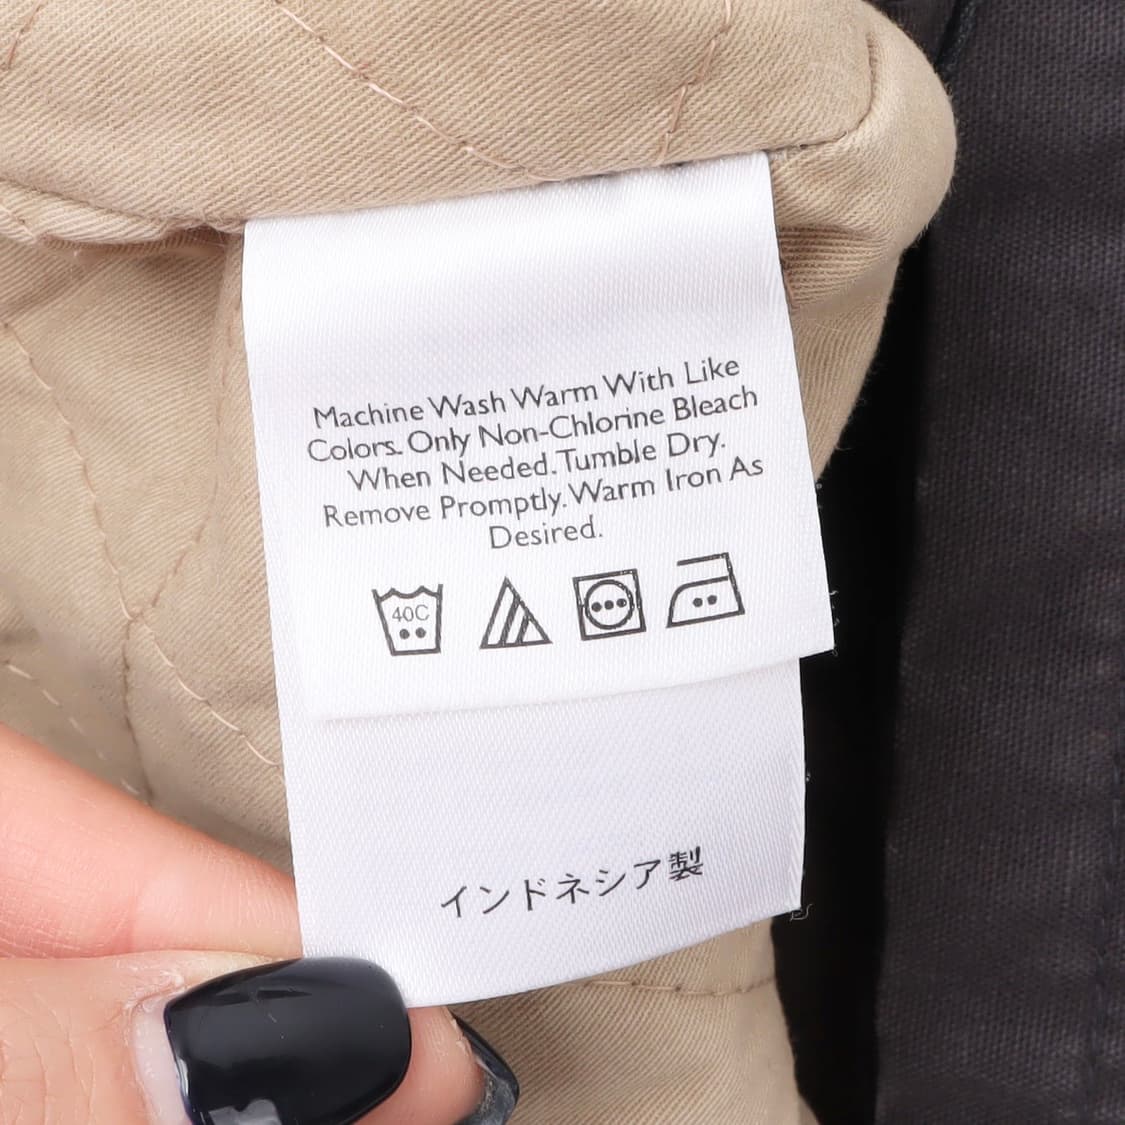 Machine Wash Warm With Like
Colors. Only Non-Chlorine Bleach
When Needed. Tumble Dry.
Remove Promptly. Warm Iron As
Desired.
40C
インドネシア製